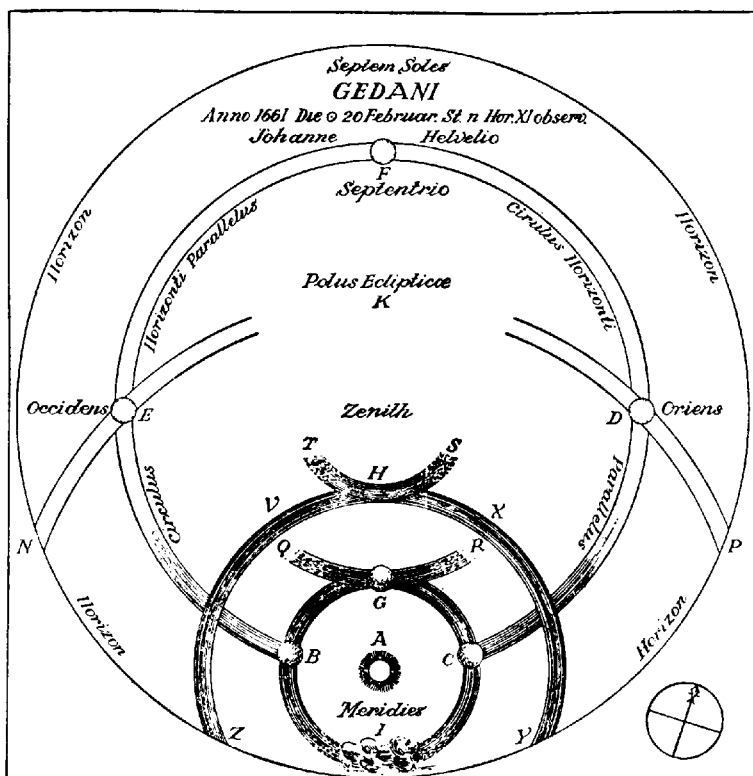 Septem Soles
GEDANI
Anno 1661 Die ☉ 20 Februar. St. n Hor. XI observ.
Johanne Helvelio
F
Septentrio
Horizon
Horizonti Parallelus
Cirulus Horizonti
Horizon
Polus Eclipticæ
K
Occidens
E
D
Oriens
Zenith
T
S
H
V
X
Circulus
Parallelus
N
P
Q
R
G
Horizon
Horizon
A
B
C
Meridies
I
Z
Y